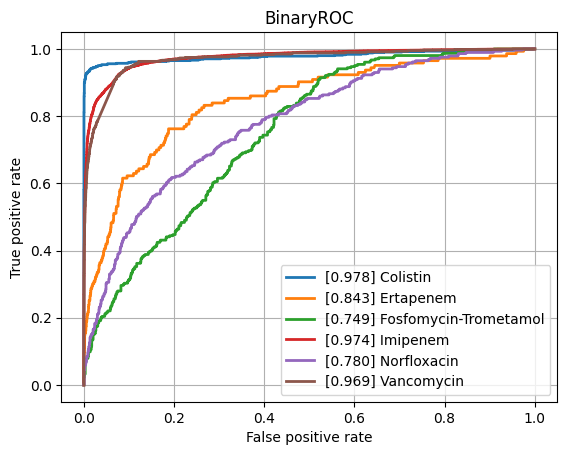 BinaryROC
True positive rate
1.0
0.8
0.6
0.4
0.2
0.0
[0.978] Colistin
[0.843] Ertapenem
[0.749] Fosfomycin-Trometamol
[0.974] Imipenem
[0.780] Norfloxacin
[0.969] Vancomycin
0.0 0.2 0.4 0.6 0.8 1.0
False positive rate